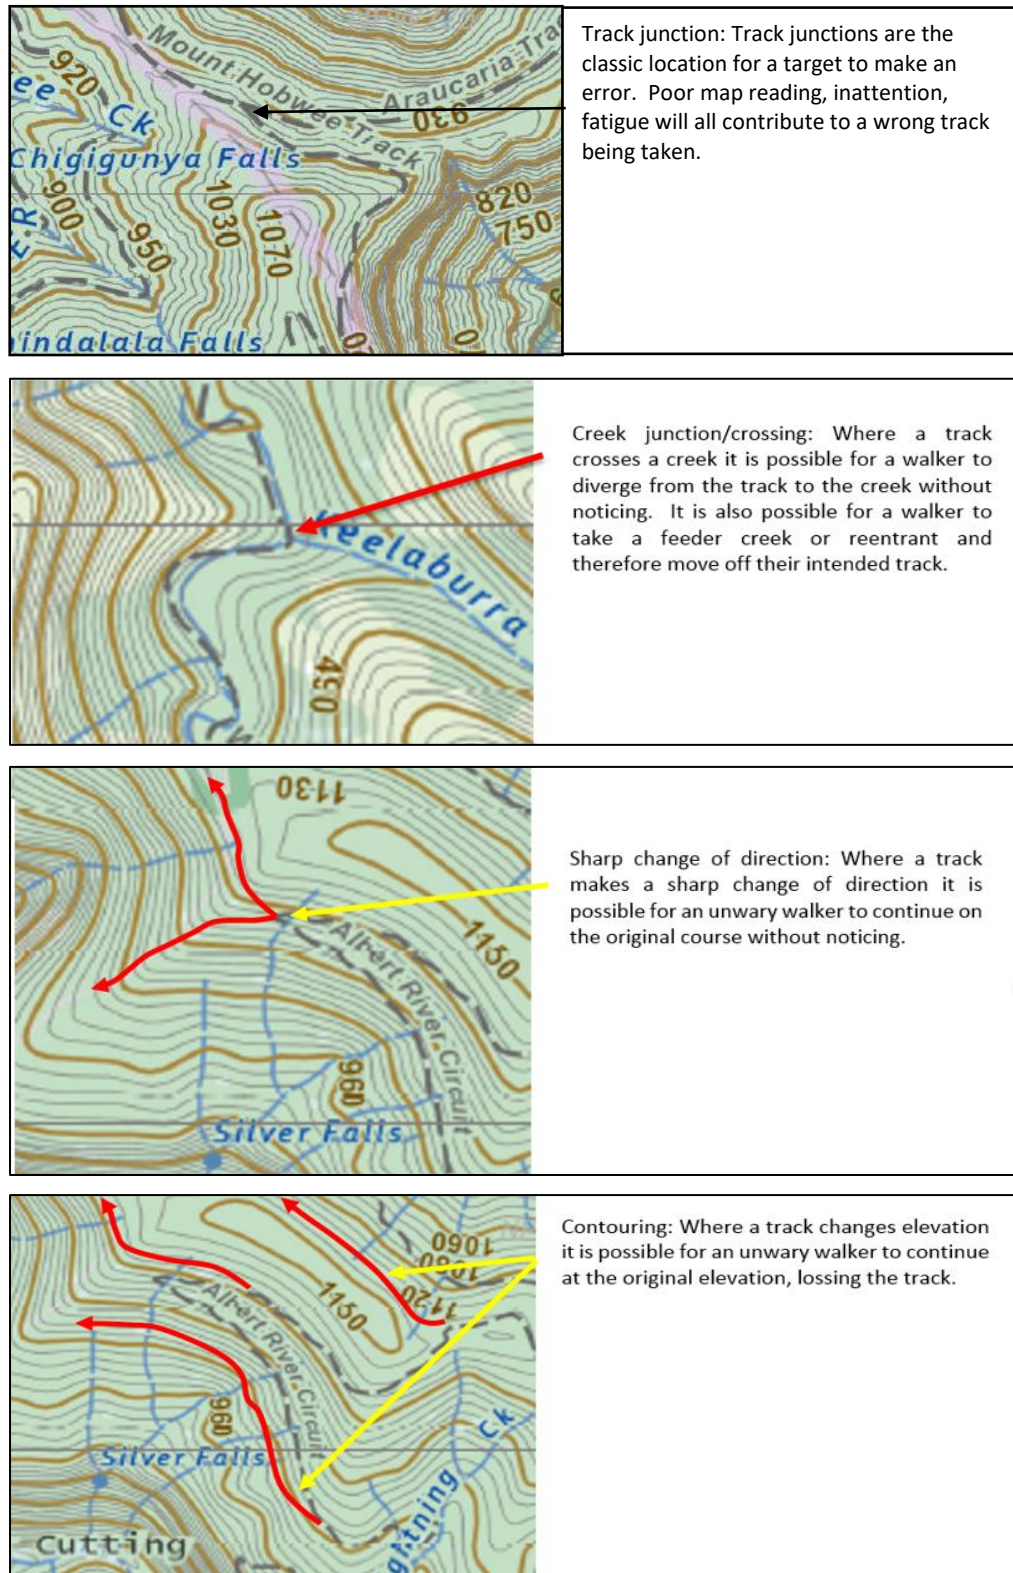 Mount Hobwee Track
Araucaria Tra
920
930
ee Ck
Chigigunya Falls
820
750
900
1030
1070
950
ER
indalala Falls
Track junction: Track junctions are the
classic location for a target to make an
error. Poor map reading, inattention,
fatigue will all contribute to a wrong track
being taken.
Keelaburra
450
Creek junction/crossing: Where a track
crosses a creek it is possible for a walker to
diverge from the track to the creek without
noticing. It is also possible for a walker to
take a feeder creek or reentrant and
therefore move off their intended track.
1130
1150
Albert River Circuit
960
Silver Falls
Sharp change of direction: Where a track
makes a sharp change of direction it is
possible for an unwary walker to continue on
the original course without noticing.
1060
1080
1120
1150
Albert River Circuit
960
Silver Falls
Ck
ghtning
Cutting
Contouring: Where a track changes elevation
it is possible for an unwary walker to continue
at the original elevation, lossing the track.